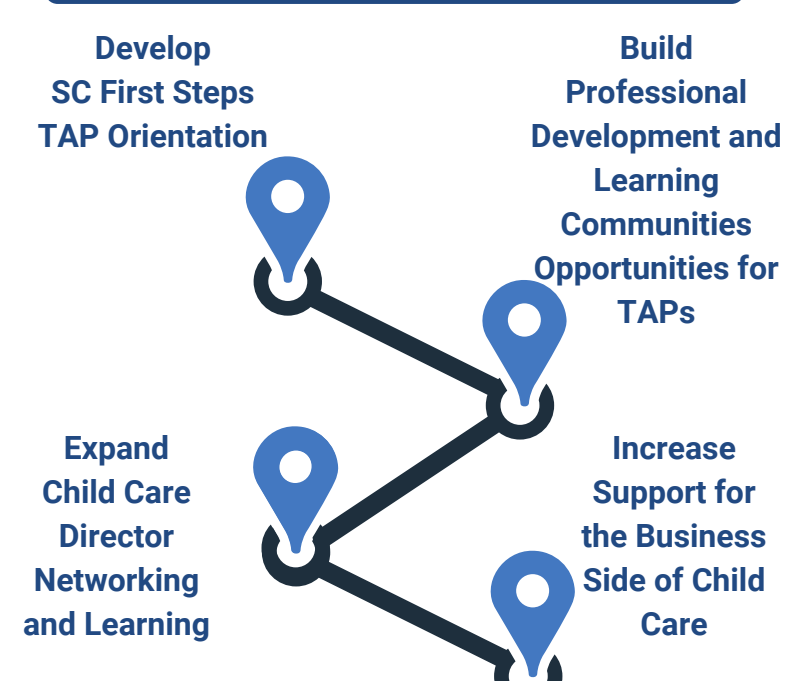 Develop
SC First Steps
TAP Orientation
Build
Professional
Development and
Learning
Communities
Opportunities for
TAPs
Expand
Child Care
Director
Networking
and Learning
Increase
Support for
the Business
Side of Child
Care